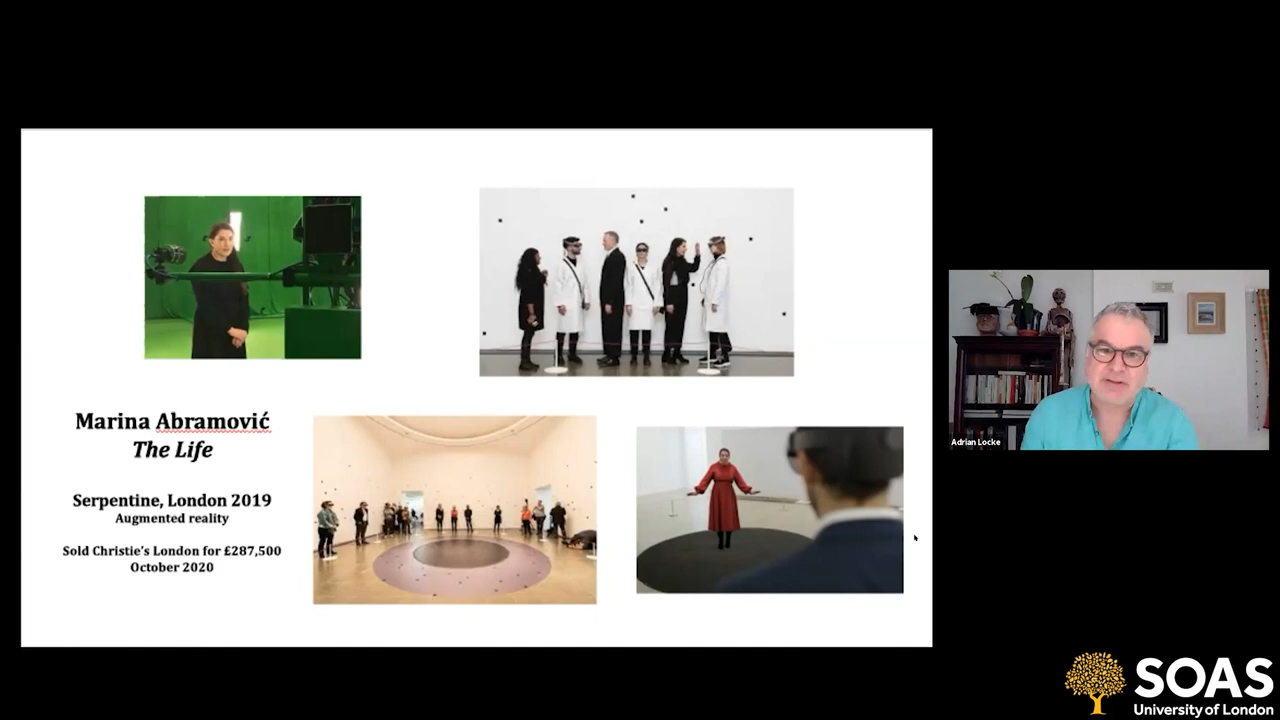 Marina Abramović
The Life
Serpentine, London 2019
Augmented reality
Sold Christie's London for £287,500
October 2020
Adrian Locke
SOAS
University of London